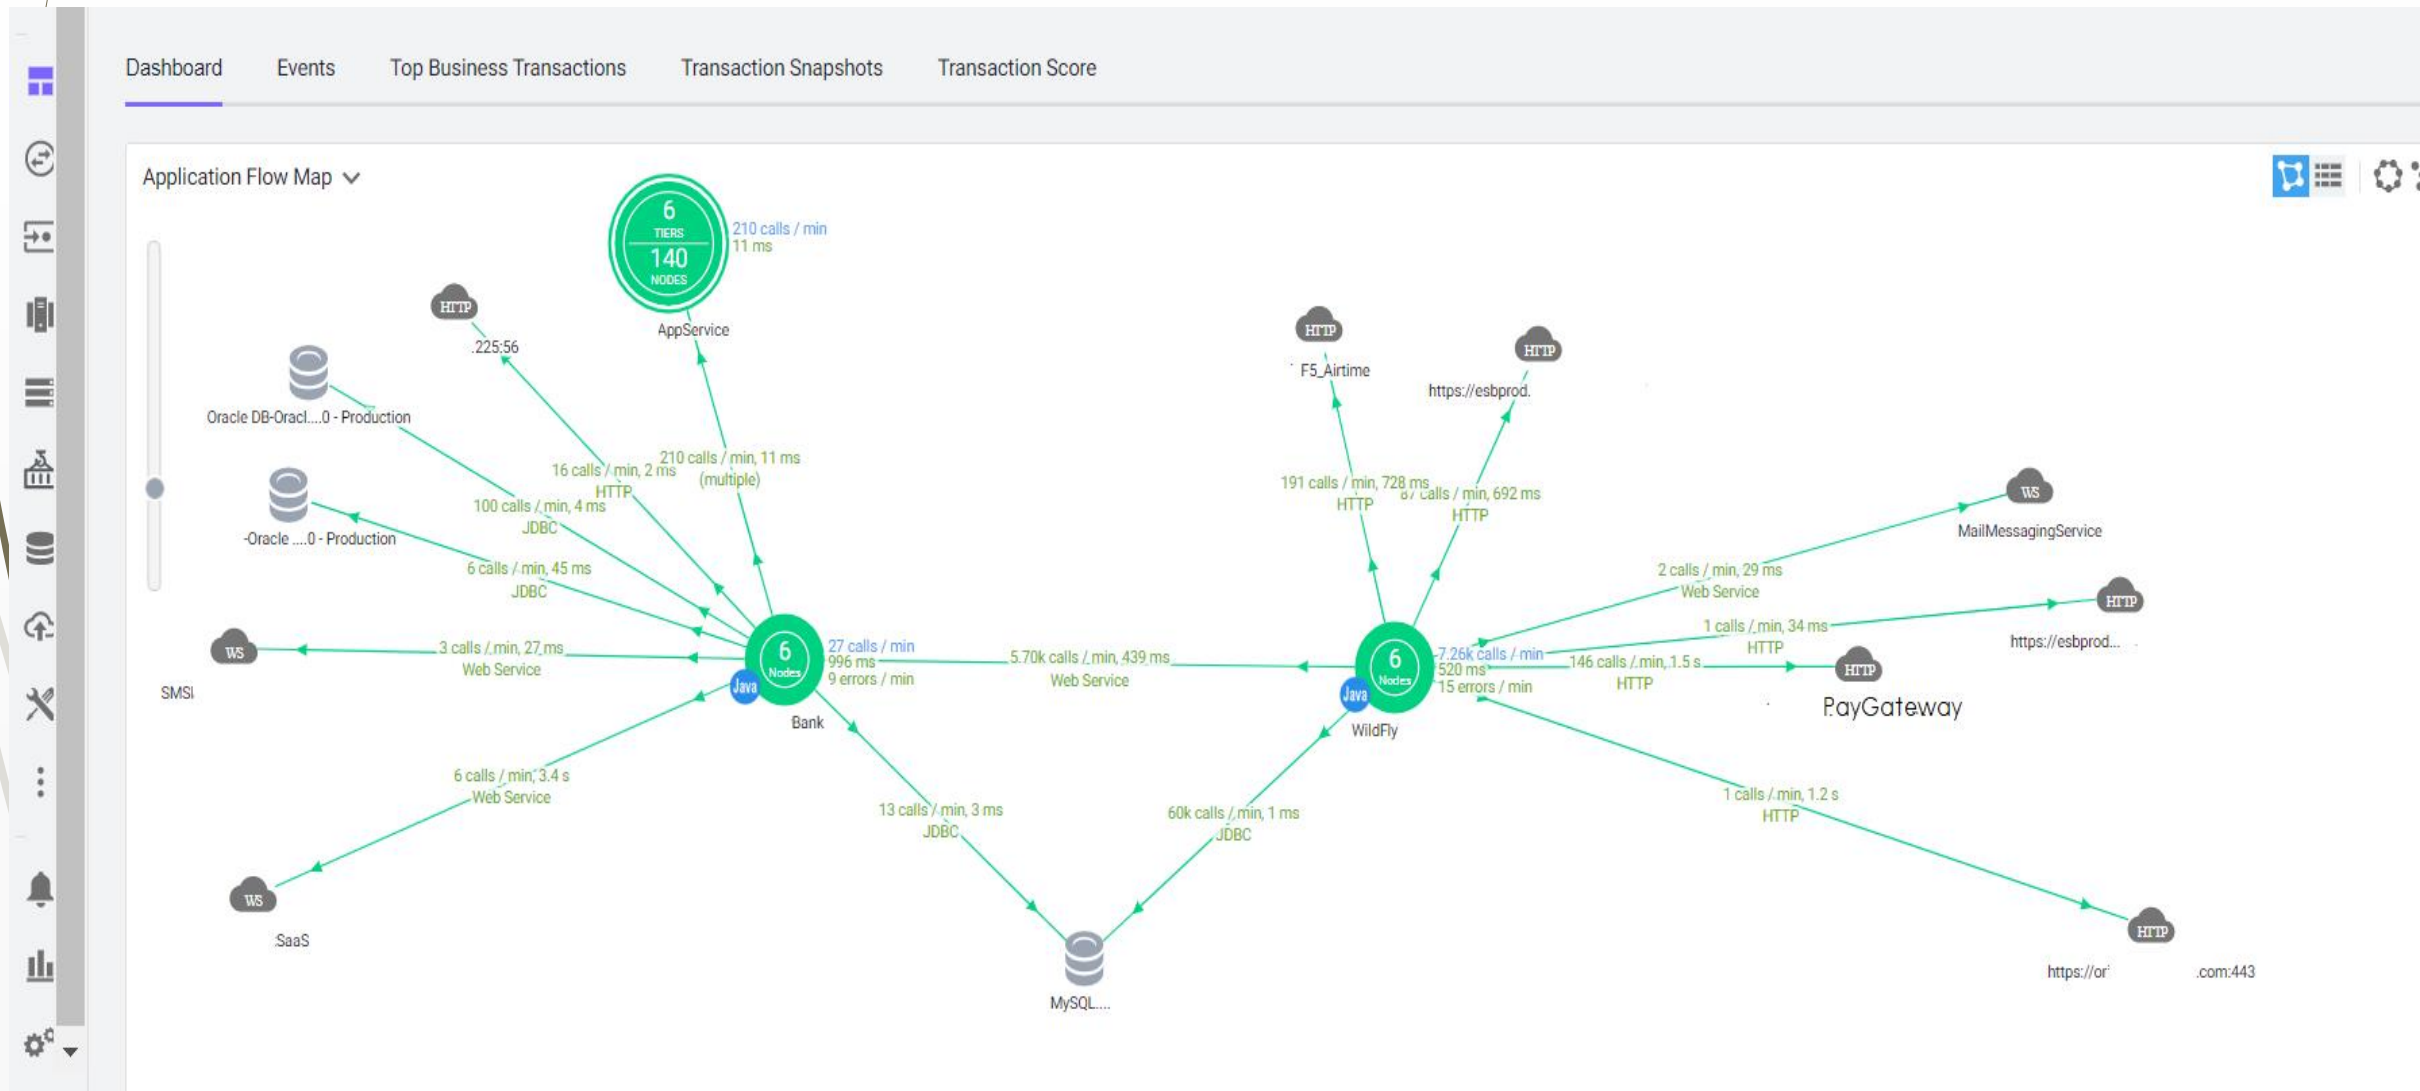 Dashboard
Events
Top Business Transactions
Transaction Snapshots
Transaction Score
Application Flow Map
6
TIERS
140
NODES
210 calls / min
11 ms
AppService
HTTP
.225:56
Oracle DB-Oracl....0 - Production
-Oracle ....0 - Production
16 calls / min, 2 ms
HTTP
210 calls / min, 11 ms
(multiple)
100 calls / min, 4 ms
JDBC
6 calls / min, 45 ms
JDBC
WS
SMSI
3 calls / min, 27 ms
Web Service
6
Nodes
Java
Bank
27 calls / min
996 ms
9 errors / min
6 calls / min, 3.4 s
Web Service
WS
SaaS
13 calls / min, 3 ms
JDBC
5.70k calls / min, 439 ms
Web Service
60k calls / min, 1 ms
JDBC
MySQL....
HTTP
F5_Airtime
HTTP
https://esbprod.
191 calls / min, 728 ms
HTTP
87 calls / min, 692 ms
HTTP
6
Nodes
Java
WildFly
7.26k calls / min
520 ms
15 errors / min
WS
MailMessagingService
2 calls / min, 29 ms
Web Service
HTTP
https://esbprod...
1 calls / min, 34 ms
HTTP
146 calls / min, 1.5 s
HTTP
HTTP
PayGateway
1 calls / min, 1.2 s
HTTP
HTTP
https://or
.com:443